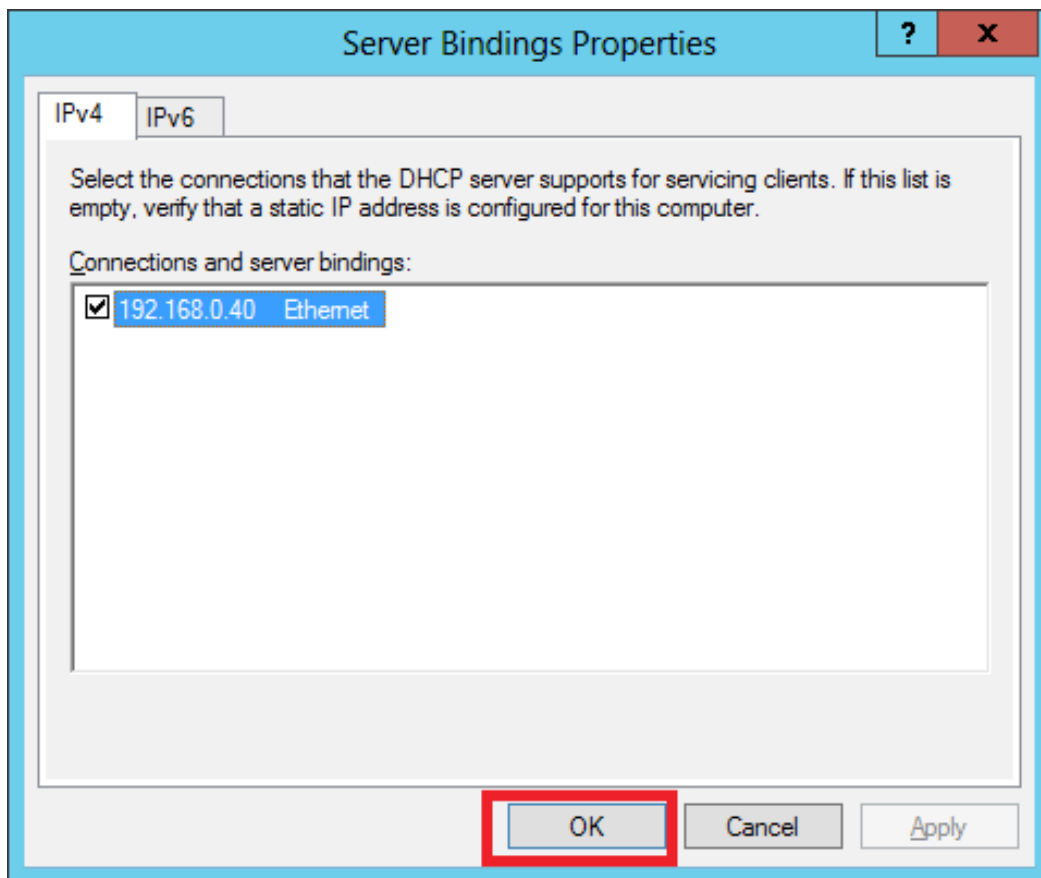 Server Bindings Properties
?
x
IPv4
IPv6
Select the connections that the DHCP server supports for servicing clients. If this list is
empty, verify that a static IP address is configured for this computer.
Connections and server bindings:
192.168.0.40 Ethernet
OK
Cancel
Apply